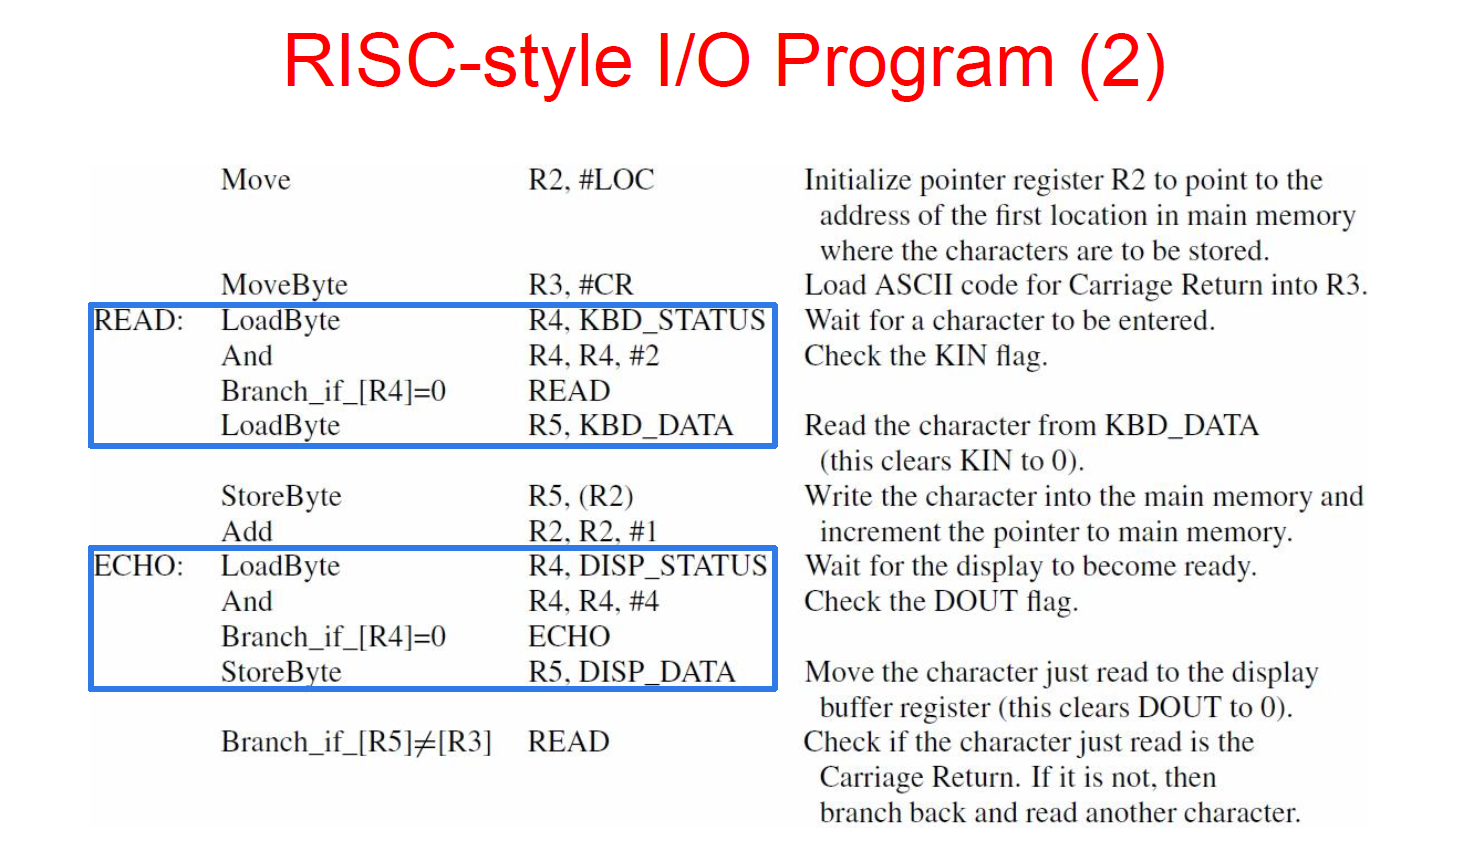 RISC-style I/O Program (2)
Move R2, #LOC Initialize pointer register R2 to point to the
address of the first location in main memory
where the characters are to be stored.
MoveByte R3, #CR Load ASCII code for Carriage Return into R3.
READ: LoadByte R4, KBD_STATUS Wait for a character to be entered.
And R4, R4, #2 Check the KIN flag.
Branch_if_[R4]=0 READ
LoadByte R5, KBD_DATA Read the character from KBD_DATA
(this clears KIN to 0).
StoreByte R5, (R2) Write the character into the main memory and
Add R2, R2, #1 increment the pointer to main memory.
ECHO: LoadByte R4, DISP_STATUS Wait for the display to become ready.
And R4, R4, #4 Check the DOUT flag.
Branch_if_[R4]=0 ECHO
StoreByte R5, DISP_DATA Move the character just read to the display
buffer register (this clears DOUT to 0).
Branch_if_[R5]≠[R3] READ Check if the character just read is the
Carriage Return. If it is not, then
branch back and read another character.